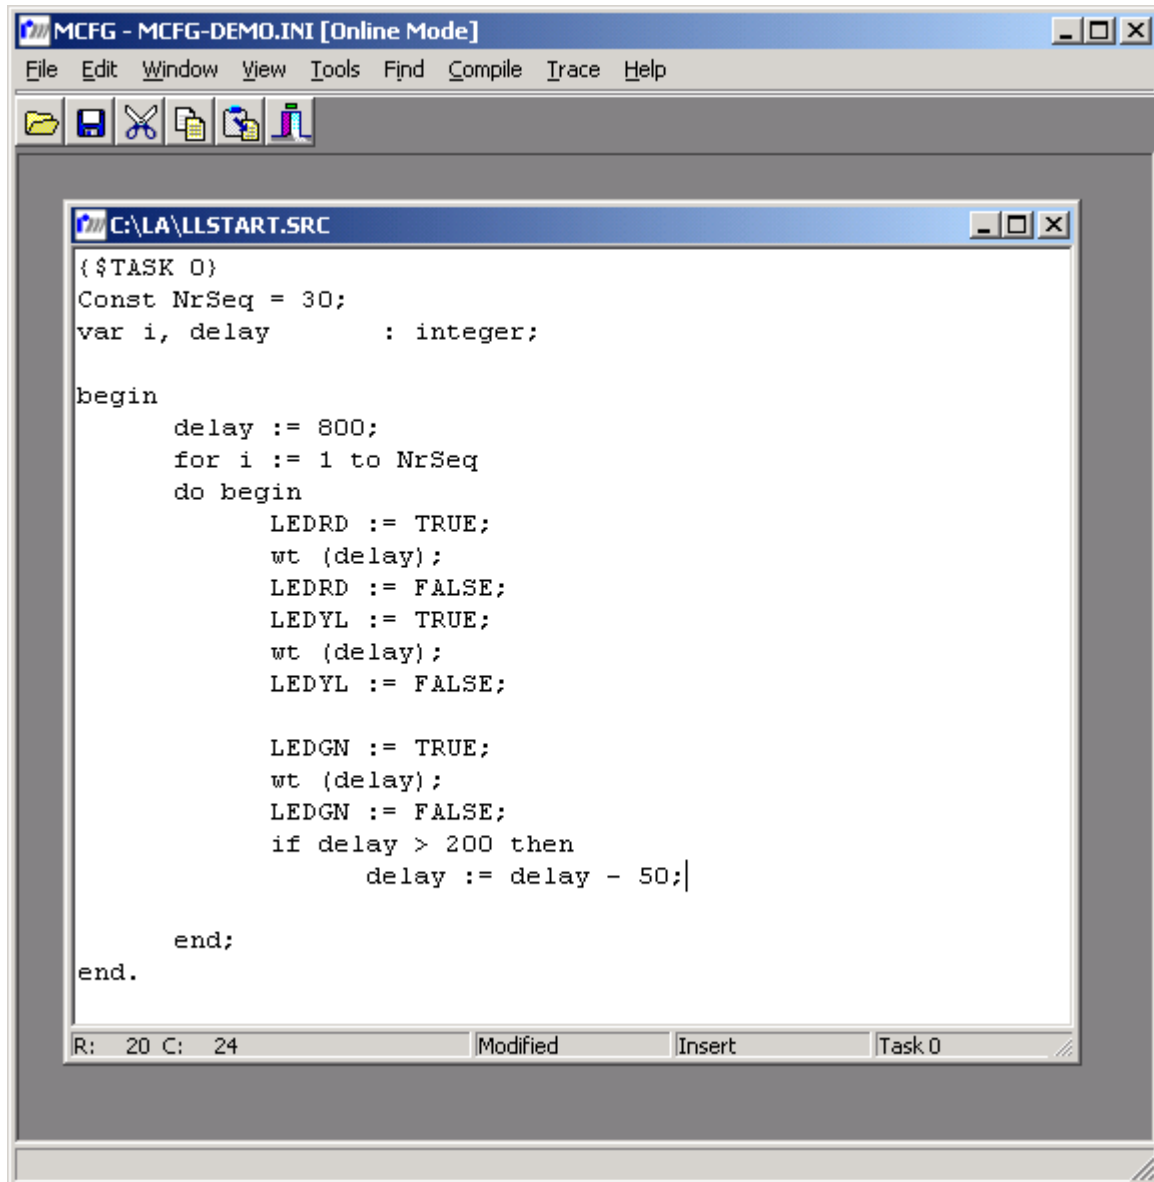 MCFG - MCFG-DEMO.INI [Online Mode]
File Edit Window View Tools Find Compile Trace Help
C:\LA\LLSTART.SRC
{$TASK 0}
Const NrSeq = 30;
var i, delay       : integer;
begin
      delay := 800;
      for i := 1 to NrSeq
      do begin
            LEDRD := TRUE;
            wt (delay);
            LEDRD := FALSE;
            LEDYL := TRUE;
            wt (delay);
            LEDYL := FALSE;
            LEDGN := TRUE;
            wt (delay);
            LEDGN := FALSE;
            if delay > 200 then
                  delay := delay - 50;
      end;
end.
R: 20 C: 24 Modified Insert Task 0